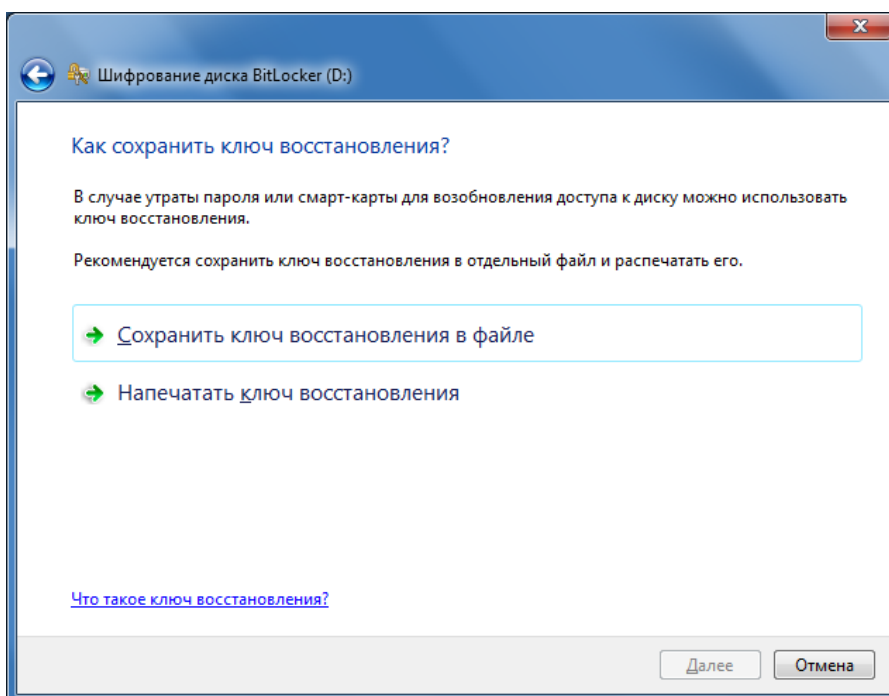 Шифрование диска BitLocker (D:)
Как сохранить ключ восстановления?
В случае утраты пароля или смарт-карты для возобновления доступа к диску можно использовать
ключ восстановления.
Рекомендуется сохранить ключ восстановления в отдельный файл и распечатать его.
Сохранить ключ восстановления в файле
Напечатать ключ восстановления
Что такое ключ восстановления?
Далее
Отмена